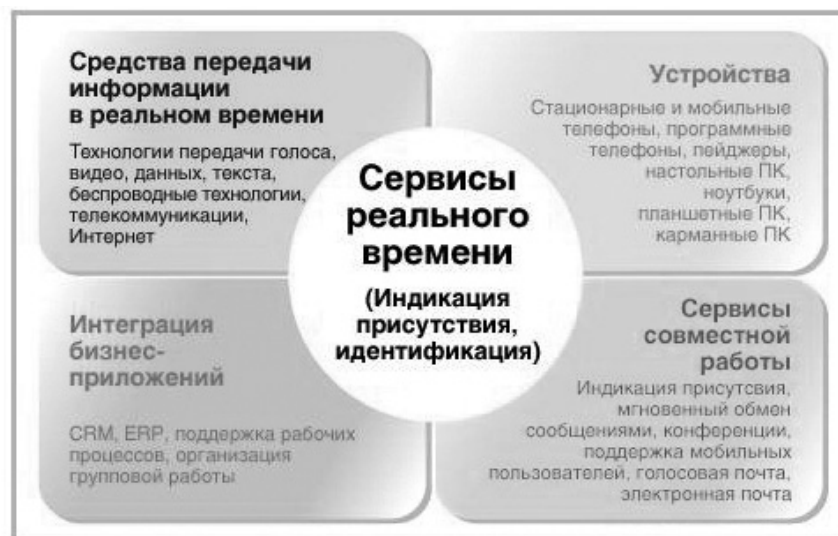 Средства передачи
информации
в реальном времени
Технологии передачи голоса,
видео, данных, текста,
беспроводные технологии,
телекоммуникации,
Интернет
Устройства
Стационарные и мобильные
телефоны, программные
телефоны, пейджеры,
настольные ПК,
ноутбуки,
планшетные ПК,
карманные ПК
Сервисы
реального
времени
(Индикация
присутствия,
идентификация)
Интеграция
бизнес-
приложений
CRM, ERP, поддержка рабочих
процессов, организация
групповой работы
Сервисы
совместной
работы
Индикация присутсвия,
мгновенный обмен
сообщениями, конференции,
поддержка мобильных
пользователей, голосовая почта,
электронная почта